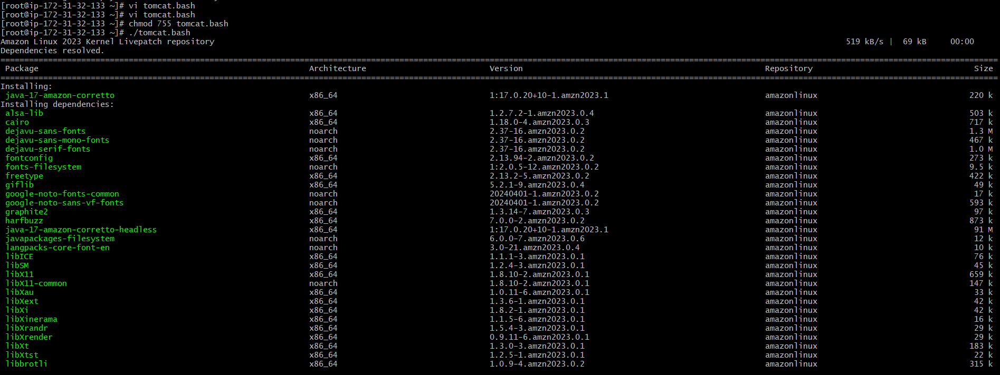 [root@ip-172-31-32-133 ~]# vi tomcat.bash
[root@ip-172-31-32-133 ~]# vi tomcat.bash
[root@ip-172-31-32-133 ~]# chmod 755 tomcat.bash
[root@ip-172-31-32-133 ~]# ./tomcat.bash
Amazon Linux 2023 Kernel Livepatch repository 519 kB/s | 69 kB 00:00
Dependencies resolved.
Package Architecture Version Repository Size
Installing:
java-17-amazon-corretto x86_64 1:17.0.20+10-1.amzn2023.1 amazonlinux 220 k
Installing dependencies:
alsa-lib x86_64 1.2.7.2-1.amzn2023.0.4 amazonlinux 503 k
cairo x86_64 1.18.0-4.amzn2023.0.3 amazonlinux 717 k
dejavu-sans-fonts noarch 2.37-16.amzn2023.0.2 amazonlinux 1.3 M
dejavu-sans-mono-fonts noarch 2.37-16.amzn2023.0.2 amazonlinux 467 k
dejavu-serif-fonts noarch 2.37-16.amzn2023.0.2 amazonlinux 1.0 M
fontconfig x86_64 2.13.94-2.amzn2023.0.2 amazonlinux 273 k
fonts-filesystem noarch 1:2.0.5-12.amzn2023.0.2 amazonlinux 9.5 k
freetype x86_64 2.13.2-5.amzn2023.0.2 amazonlinux 422 k
giflib x86_64 5.2.1-9.amzn2023.0.4 amazonlinux 49 k
google-noto-fonts-common noarch 20240401-1.amzn2023.0.2 amazonlinux 17 k
google-noto-sans-vf-fonts noarch 20240401-1.amzn2023.0.2 amazonlinux 593 k
graphite2 x86_64 1.3.14-7.amzn2023.0.3 amazonlinux 97 k
harfbuzz x86_64 7.0.0-2.amzn2023.0.2 amazonlinux 873 k
java-17-amazon-corretto-headless x86_64 1:17.0.20+10-1.amzn2023.1 amazonlinux 91 M
javapackages-filesystem noarch 6.0.0-7.amzn2023.0.6 amazonlinux 12 k
langpacks-core-font-en noarch 3.0-21.amzn2023.0.4 amazonlinux 10 k
libICE x86_64 1.1.1-3.amzn2023.0.1 amazonlinux 76 k
libSM x86_64 1.2.4-3.amzn2023.0.1 amazonlinux 45 k
libX11 x86_64 1.8.10-2.amzn2023.0.1 amazonlinux 659 k
libX11-common noarch 1.8.10-2.amzn2023.0.1 amazonlinux 147 k
libXau x86_64 1.0.11-6.amzn2023.0.1 amazonlinux 33 k
libXext x86_64 1.3.6-1.amzn2023.0.1 amazonlinux 42 k
libXi x86_64 1.8.2-1.amzn2023.0.1 amazonlinux 42 k
libXinerama x86_64 1.1.5-6.amzn2023.0.1 amazonlinux 16 k
libXrandr x86_64 1.5.4-3.amzn2023.0.1 amazonlinux 29 k
libXrender x86_64 0.9.11-6.amzn2023.0.1 amazonlinux 29 k
libXt x86_64 1.3.0-3.amzn2023.0.1 amazonlinux 183 k
libXtst x86_64 1.2.5-1.amzn2023.0.1 amazonlinux 22 k
libbrotli x86_64 1.0.9-4.amzn2023.0.2 amazonlinux 315 k